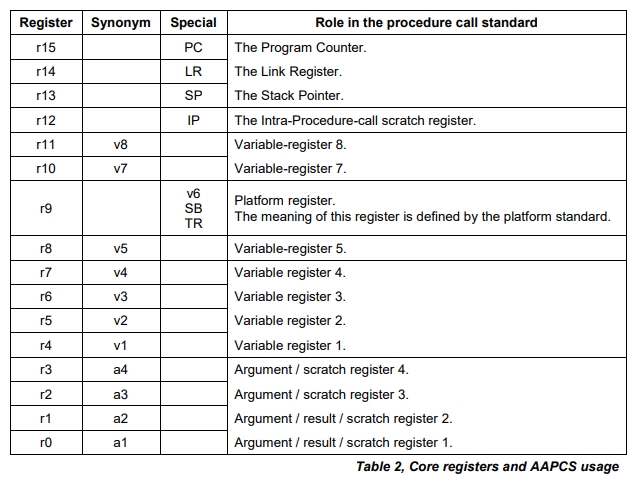 Register Synonym Special Role in the procedure call standard
r15 PC The Program Counter.
r14 LR The Link Register.
r13 SP The Stack Pointer.
r12 IP The Intra-Procedure-call scratch register.
r11 v8 Variable-register 8.
r10 v7 Variable-register 7.
r9
v6
SB
TR
Platform register.
The meaning of this register is defined by the platform standard.
r8 v5 Variable-register 5.
r7 v4 Variable register 4.
r6 v3 Variable register 3.
r5 v2 Variable register 2.
r4 v1 Variable register 1.
r3 a4 Argument / scratch register 4.
r2 a3 Argument / scratch register 3.
r1 a2 Argument / result / scratch register 2.
r0 a1 Argument / result / scratch register 1.
Table 2, Core registers and AAPCS usage